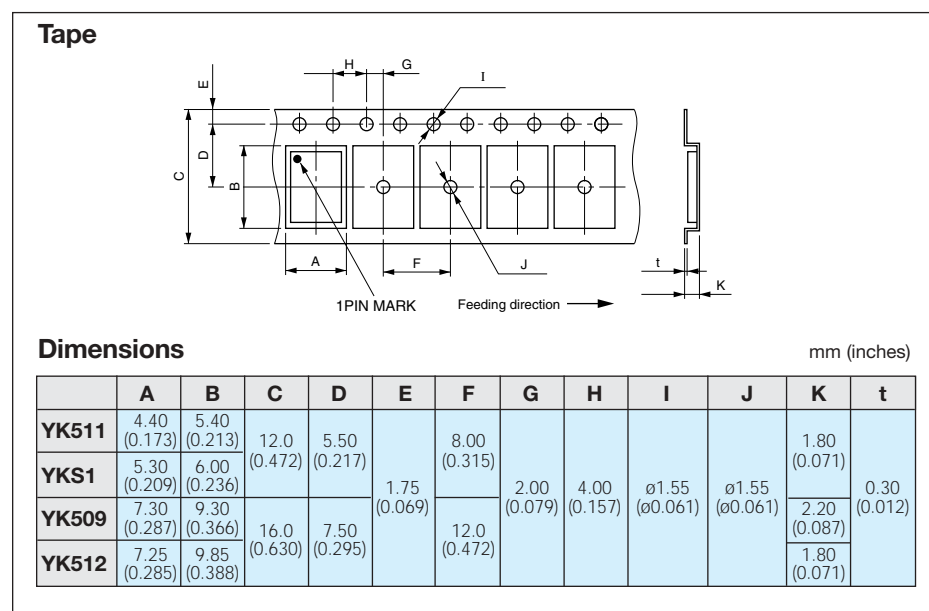 Tape
H G
I
E
D
C
B
A
F
J
t
K
1PIN MARK
Feeding direction
Dimensions
mm (inches)
A B C D E F G H I J K t
YK511 4.40 (0.173) 5.40 (0.213) 12.0 (0.472) 5.50 (0.217) 1.75 (0.069) 8.00 (0.315) 2.00 (0.079) 4.00 (0.157) ø1.55 (ø0.061) ø1.55 (ø0.061) 1.80 (0.071) 0.30 (0.012)
YKS1 5.30 (0.209) 6.00 (0.236)
YK509 7.30 (0.287) 9.30 (0.366) 16.0 (0.630) 7.50 (0.295) 12.0 (0.472) 2.20 (0.087)
YK512 7.25 (0.285) 9.85 (0.388) 1.80 (0.071)